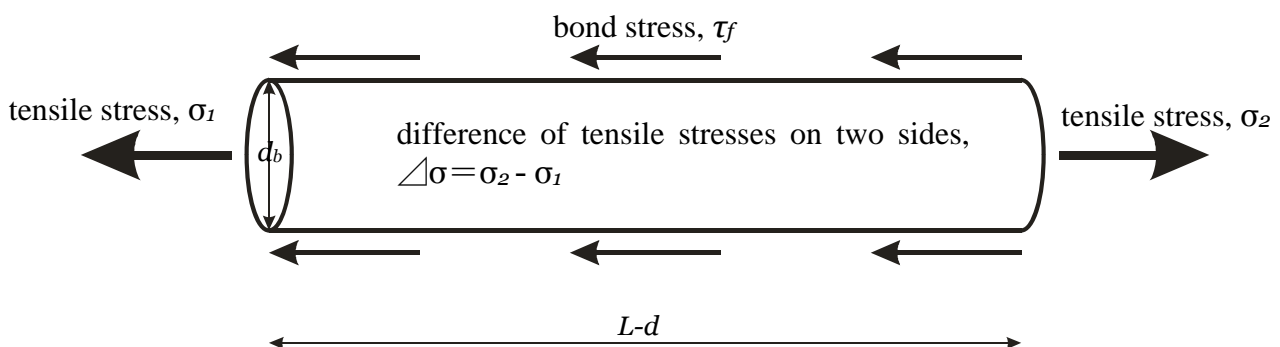 bond stress, τf
tensile stress, σ1
tensile stress, σ2
db
difference of tensile stresses on two sides,
⊿σ=σ2 - σ1
L-d